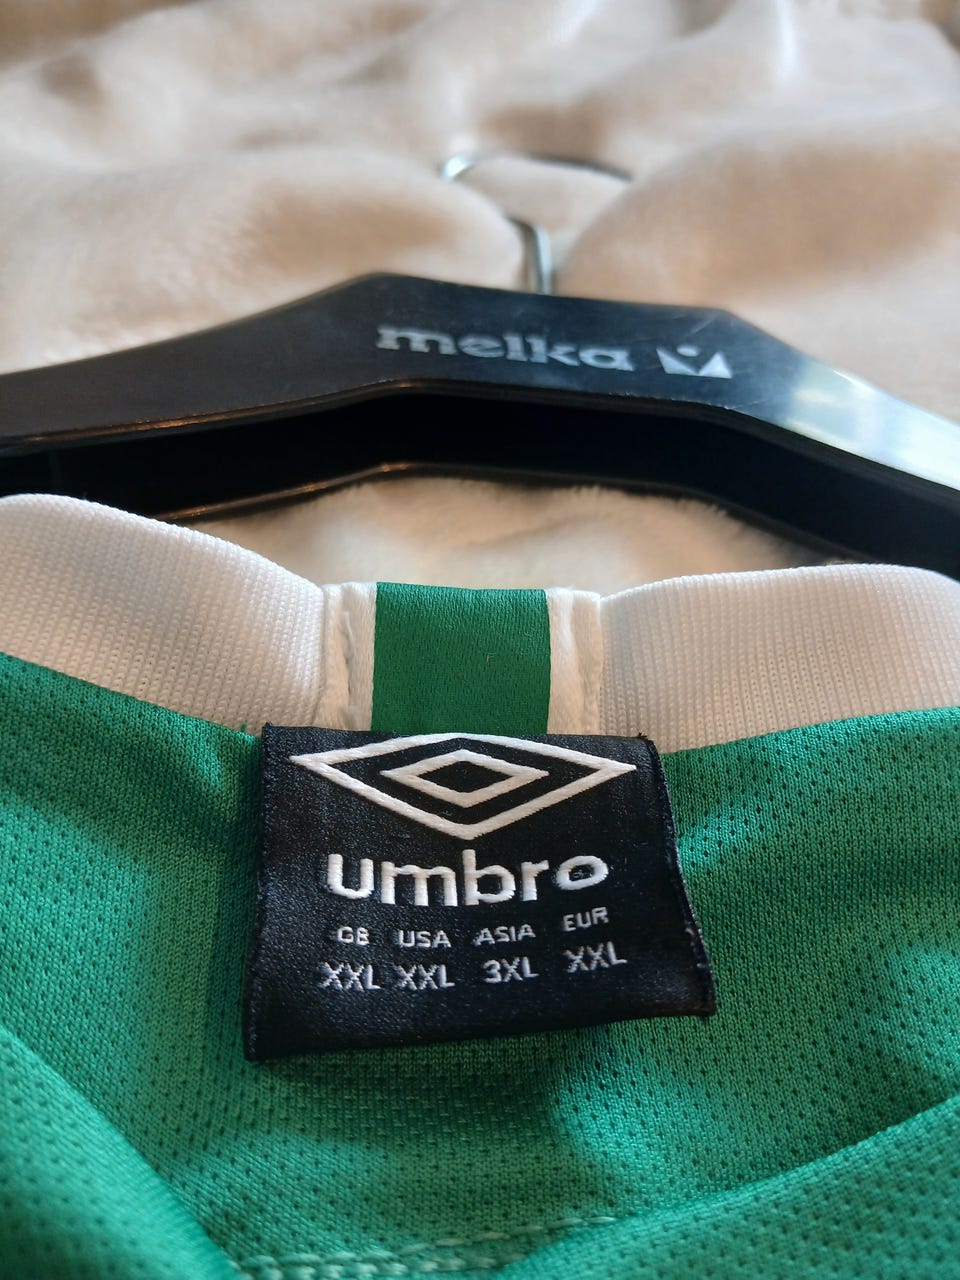 melka
umbro
GB USA ASIA EUR
XXL XXL 3XL XXL